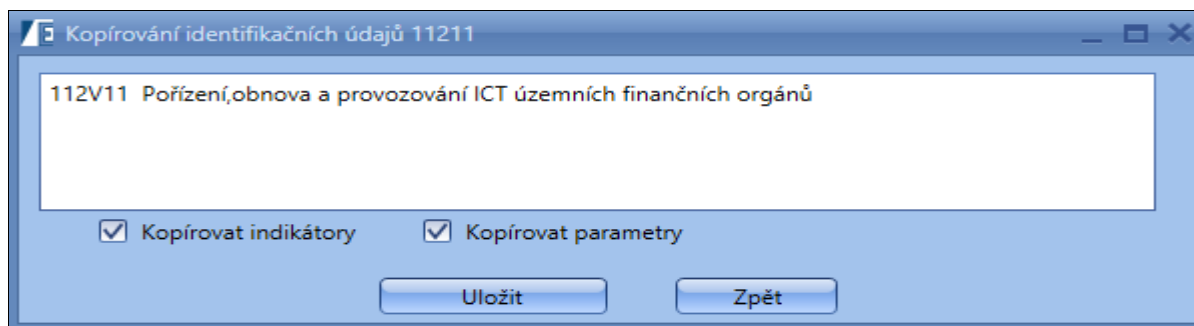 Kopírování identifikačních údajů 11211
112V11 Pořízení,obnova a provozování ICT územních finančních orgánů
Kopírovat indikátory Kopírovat parametry
Uložit Zpět